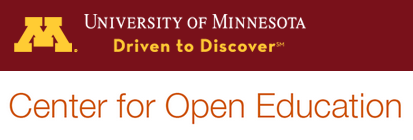 M
UNIVERSITY OF MINNESOTA
Driven to Discover℠
Center for Open Education